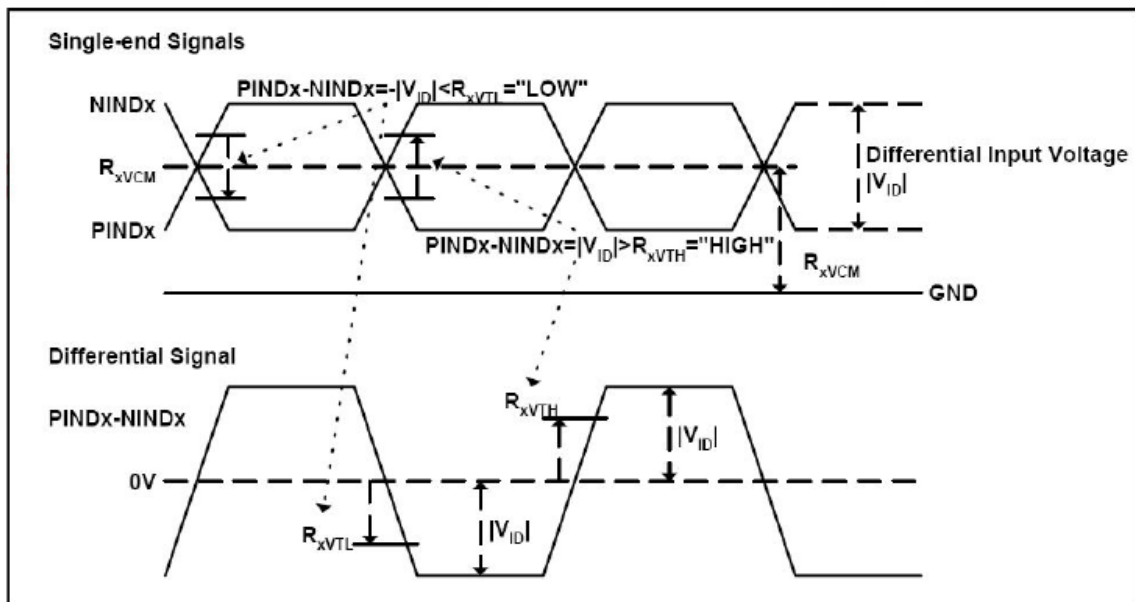 Single-end Signals
PINDx-NINDx=-|VID|<RxVTL="LOW"
NINDx
RxVCM
Differential Input Voltage
|VID|
PINDx
PINDx-NINDx=|VID|>RxVTH="HIGH"
RxVCM
GND
Differential Signal
RxVTH
PINDx-NINDx
|VID|
0V
RxVTL
|VID|